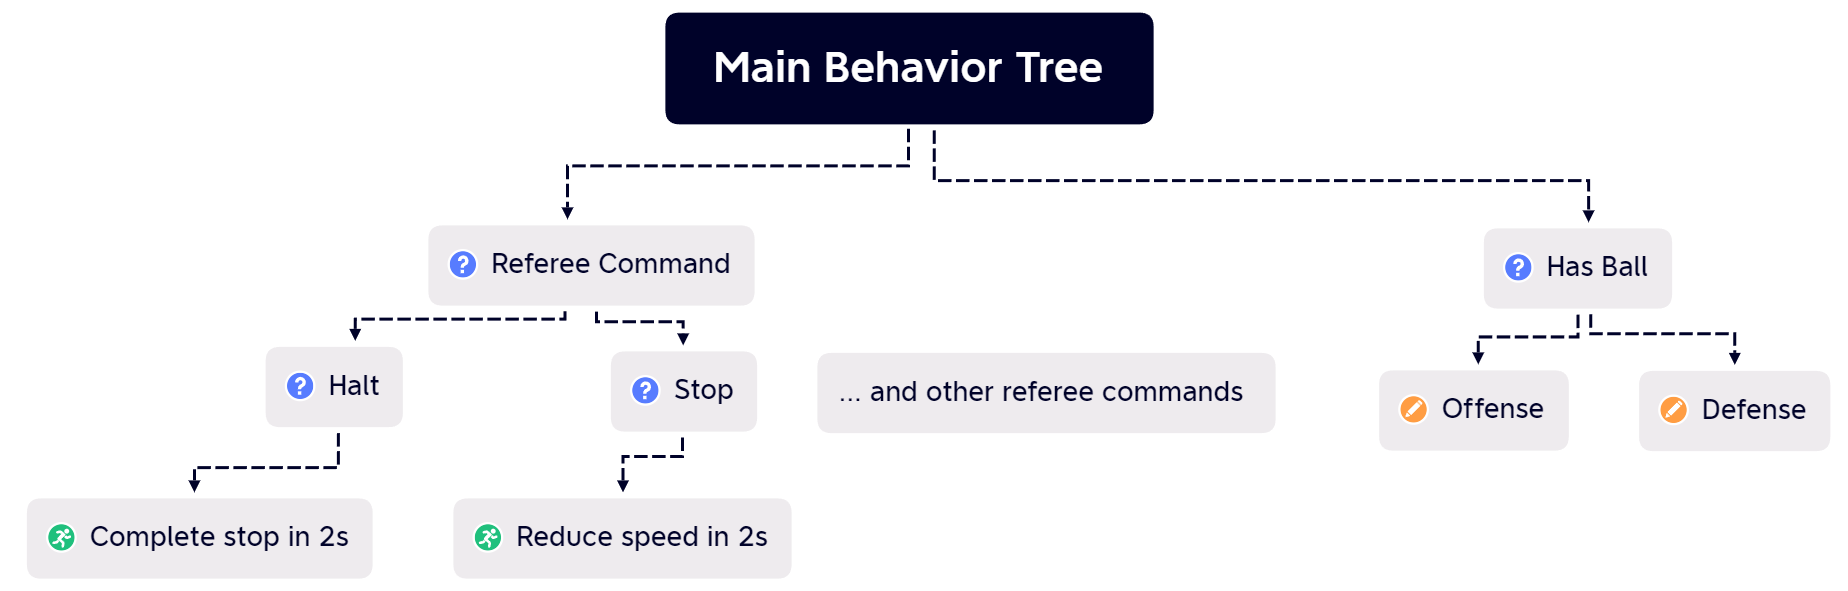 Main Behavior Tree
? Referee Command
? Has Ball
? Halt
? Stop
... and other referee commands
Offense
Defense
Complete stop in 2s
Reduce speed in 2s